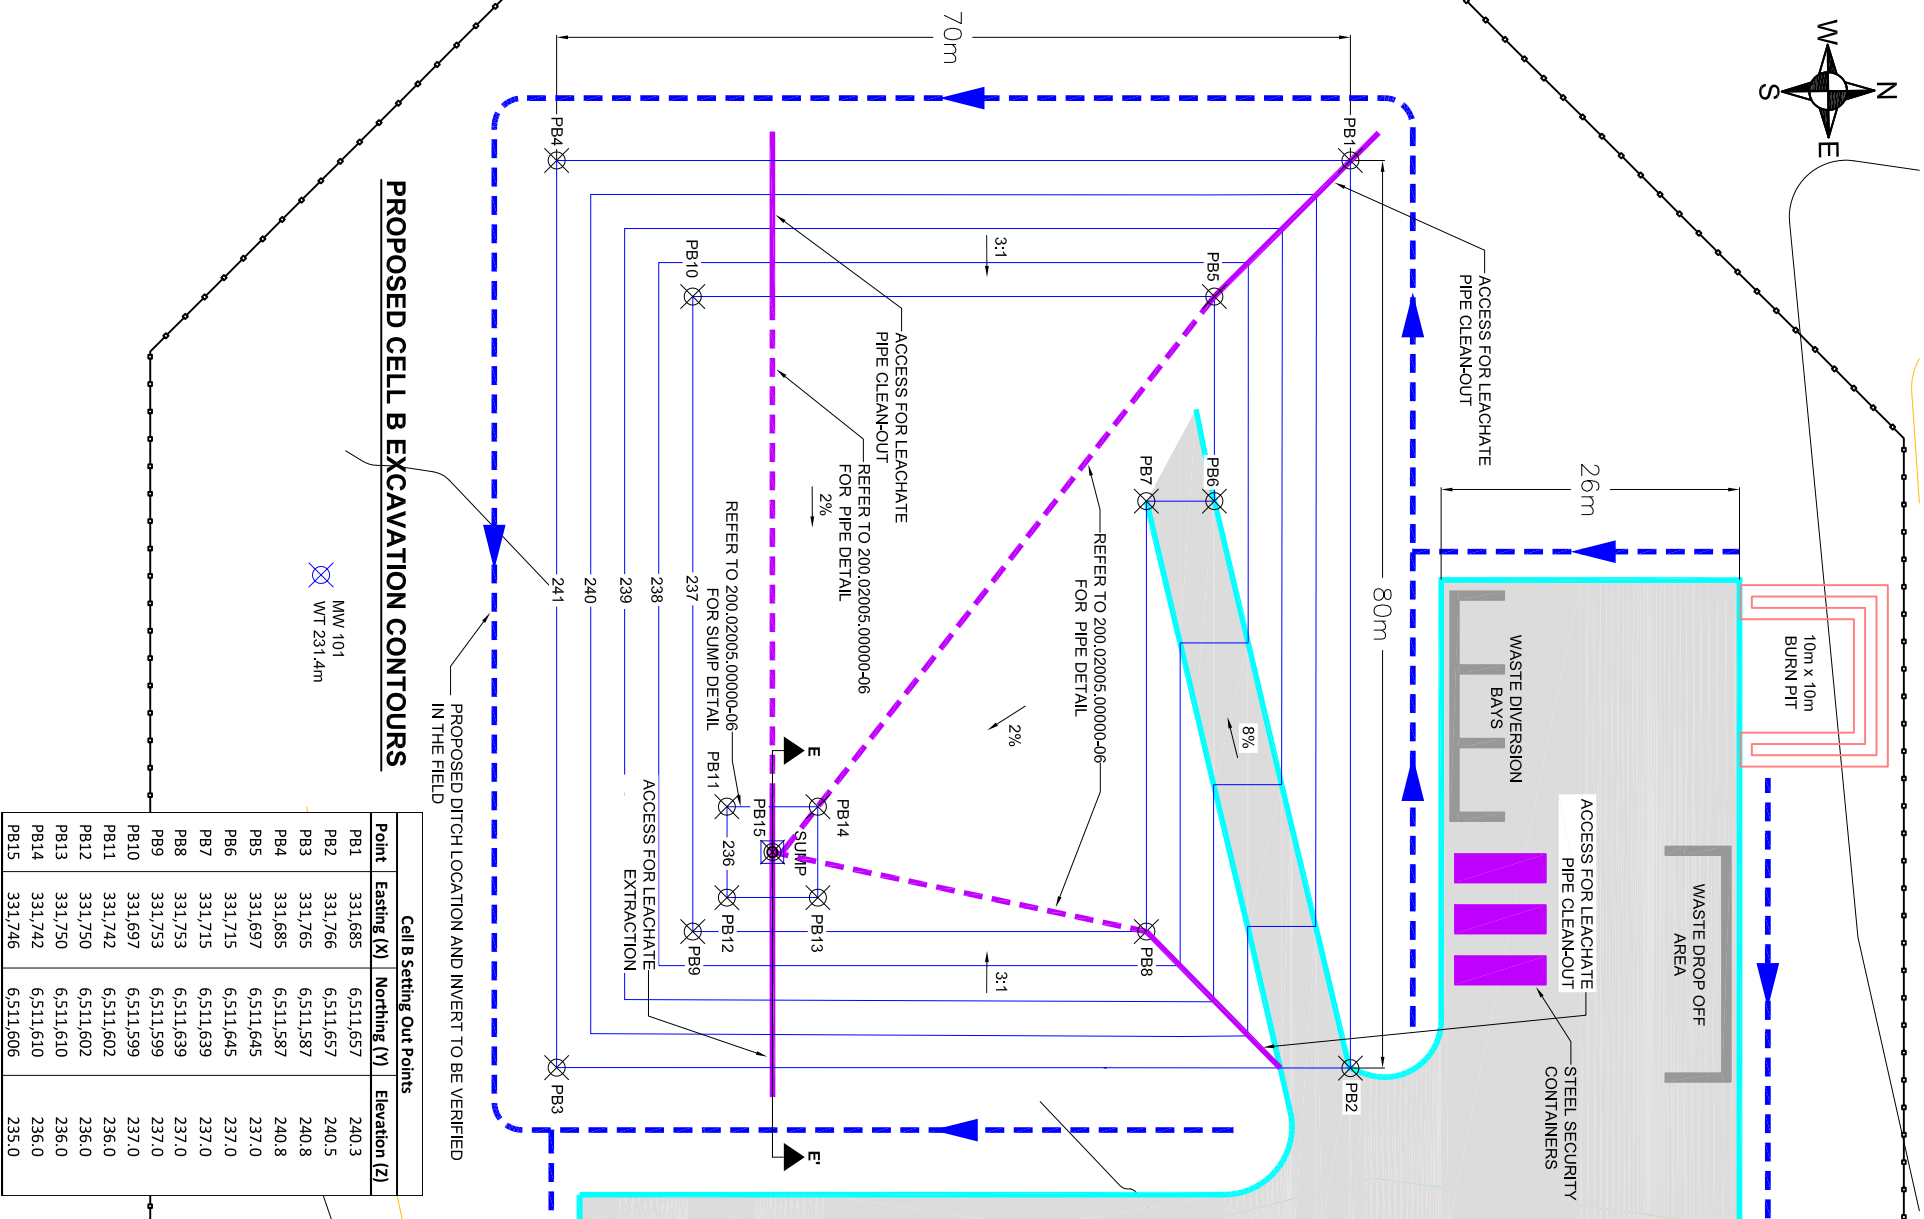 N
W
E
S
70m
80m
26m
PB1
PB4
PB5
PB10
PB6
PB7
PB2
PB3
PB8
PB9
PB11
PB12
PB13
PB14
PB15
SUMP
3:1
3:1
2%
2%
8%
241
240
239
238
237
236
ACCESS FOR LEACHATE
PIPE CLEAN-OUT
ACCESS FOR LEACHATE
PIPE CLEAN-OUT
REFER TO 200.02005.00000-06
FOR PIPE DETAIL
REFER TO 200.02005.00000-06
FOR PIPE DETAIL
REFER TO 200.02005.00000-06
FOR SUMP DETAIL
ACCESS FOR LEACHATE
EXTRACTION
ACCESS FOR LEACHATE
PIPE CLEAN-OUT
E
E'
10m x 10m
BURN PIT
WASTE DIVERSION
BAYS
WASTE DROP OFF
AREA
STEEL SECURITY
CONTAINERS
PROPOSED DITCH LOCATION AND INVERT TO BE VERIFIED
IN THE FIELD
PROPOSED CELL B EXCAVATION CONTOURS
MW 101
WT 231.4m
Cell B Setting Out Points
Point Easting (X) Northing (Y) Elevation (Z)
PB1 331,685 6,511,657 240.3
PB2 331,766 6,511,657 240.5
PB3 331,765 6,511,587 240.8
PB4 331,685 6,511,587 240.8
PB5 331,697 6,511,645 237.0
PB6 331,715 6,511,645 237.0
PB7 331,715 6,511,639 237.0
PB8 331,753 6,511,639 237.0
PB9 331,753 6,511,599 237.0
PB10 331,697 6,511,599 237.0
PB11 331,742 6,511,602 236.0
PB12 331,750 6,511,602 236.0
PB13 331,750 6,511,610 236.0
PB14 331,742 6,511,610 236.0
PB15 331,746 6,511,606 235.0